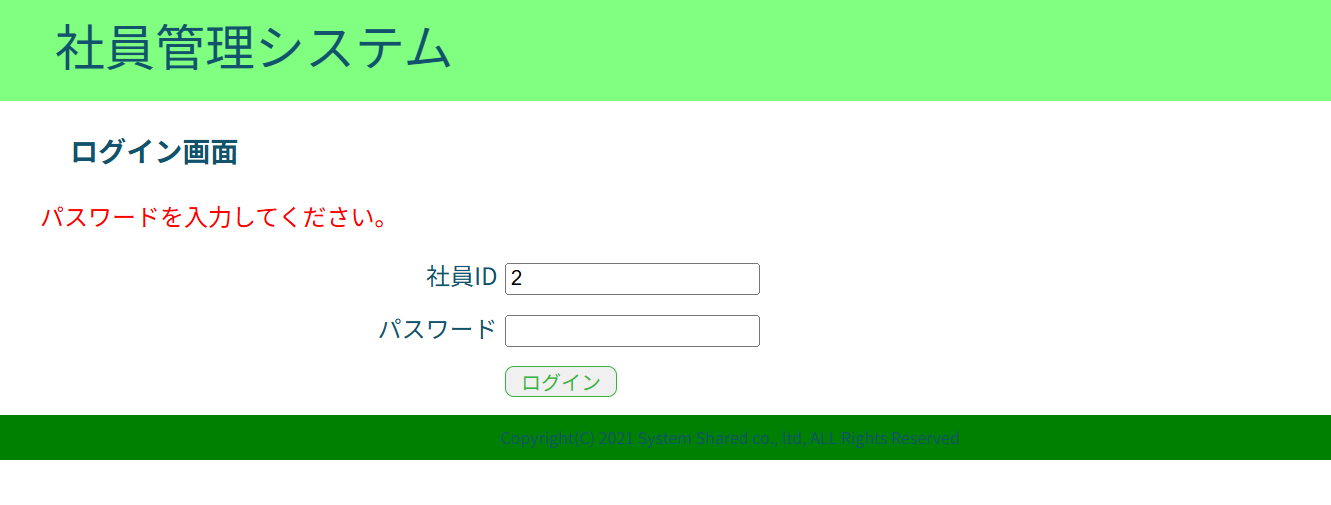 社員管理システム
ログイン画面
パスワードを入力してください。
社員ID 2
パスワード
ログイン
Copyright(C) 2021 System Shared co., ltd, ALL Rights Reserved